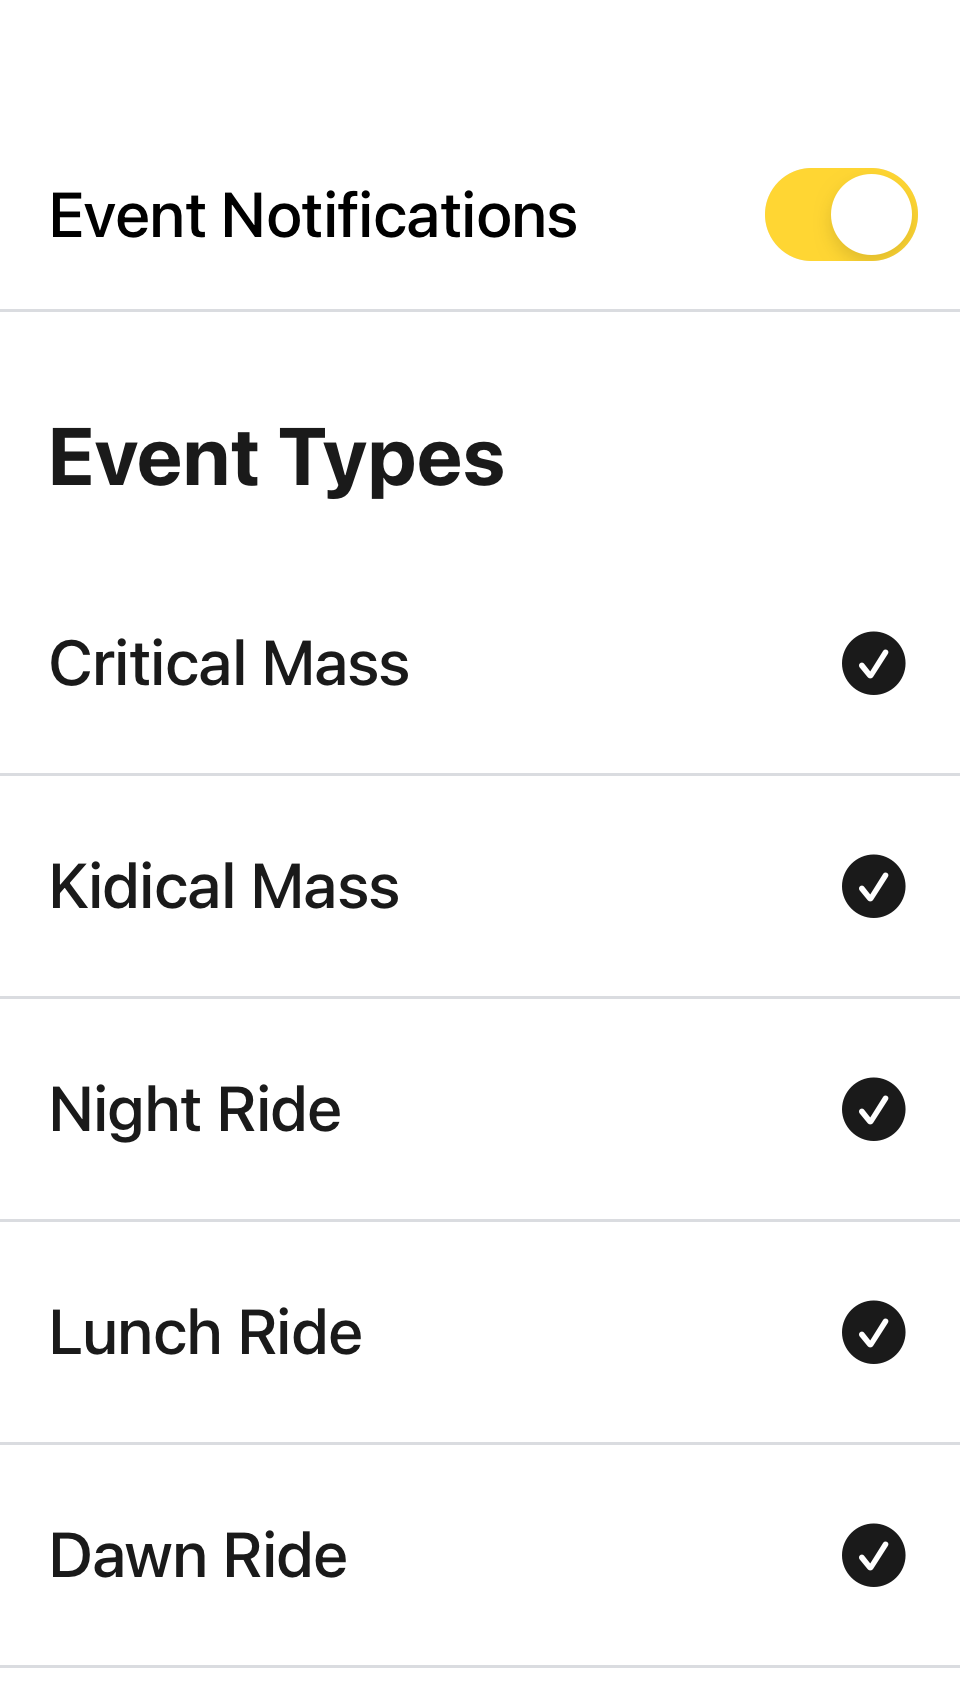 Event Notifications
Event Types
Critical Mass
Kidical Mass
Night Ride
Lunch Ride
Dawn Ride